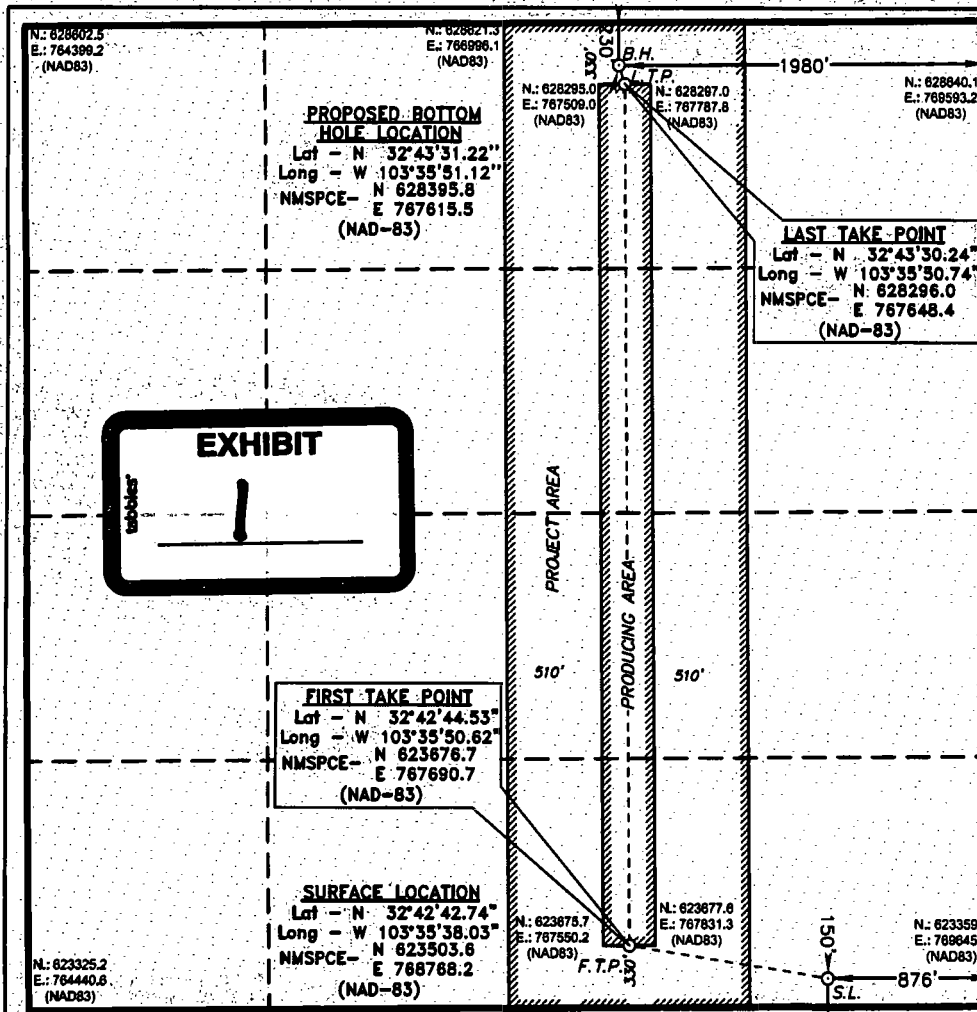 N.: 628602.5
E.: 764399.2
(NAD83)
N.: 628621.3
E.: 766996.1
(NAD83)
230'
330'
B.H.
1980'
L.T.P.
N.: 628640.1
E.: 769593.2
(NAD83)
N.: 628295.0
E.: 767509.0
(NAD83)
N.: 628297.0
E.: 767787.8
(NAD83)
PROPOSED BOTTOM
HOLE LOCATION
Lat - N 32°43'31.22"
Long - W 103°35'51.12"
NMSPCE- N 628395.8
E 767615.5
(NAD-83)
LAST TAKE POINT
Lat - N 32°43'30.24"
Long - W 103°35'50.74"
NMSPCE- N 628296.0
E 767648.4
(NAD-83)
EXHIBIT
tabbies'
1
PROJECT AREA
PRODUCING AREA
510'
510'
FIRST TAKE POINT
Lat - N 32°42'44.53"
Long - W 103°35'50.62"
NMSPCE- N 623676.7
E 767690.7
(NAD-83)
SURFACE LOCATION
Lat - N 32°42'42.74"
Long - W 103°35'38.03"
NMSPCE- N 623503.6
E 768768.2
(NAD-83)
N.: 623675.7
E.: 767550.2
(NAD83)
N.: 623677.6
E.: 767831.3
(NAD83)
F.T.P.
330'
150'
N.: 623359
E.: 769645
(NAD83)
876'
S.L.
N.: 623325.2
E.: 764440.6
(NAD83)